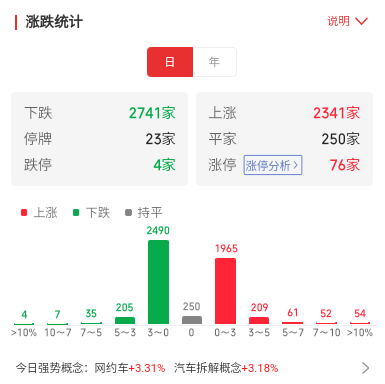 涨跌统计 说明
日 年
下跌 2741家 上涨 2341家
停牌 23家 平家 250家
跌停 4家 涨停 涨停分析 76家
上涨 下跌 持平
4 7 35 205 2490 250 1965 209 61 52 54
>10% 10～7 7～5 5～3 3～0 0 0～3 3～5 5～7 7～10 >10%
今日强势概念：网约车+3.31% 汽车拆解概念+3.18%